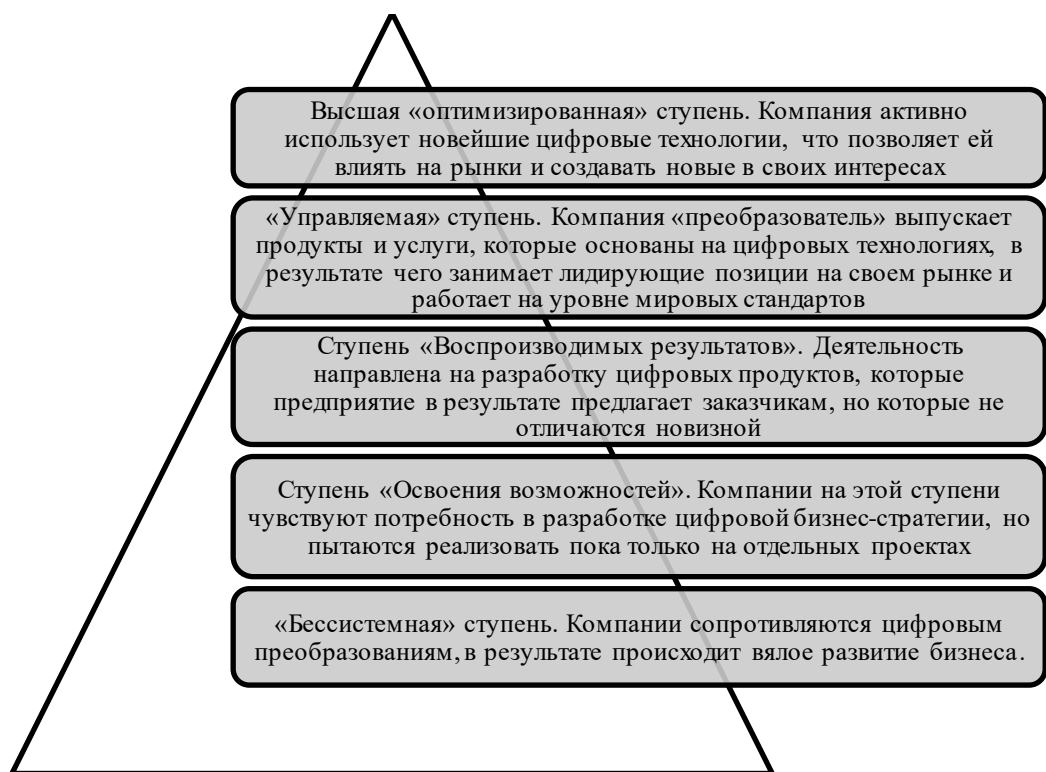 Высшая «оптимизированная» ступень. Компания активно
использует новейшие цифровые технологии, что позволяет ей
влиять на рынки и создавать новые в своих интересах
«Управляемая» ступень. Компания «преобразователь» выпускает
продукты и услуги, которые основаны на цифровых технологиях, в
результате чего занимает лидирующие позиции на своем рынке и
работает на уровне мировых стандартов
Ступень «Воспроизводимых результатов». Деятельность
направлена на разработку цифровых продуктов, которые
предприятие в результате предлагает заказчикам, но которые не
отличаются новизной
Ступень «Освоения возможностей». Компании на этой ступени
чувствуют потребность в разработке цифровой бизнес-стратегии, но
пытаются реализовать пока только на отдельных проектах
«Бессистемная» ступень. Компании сопротивляются цифровым
преобразованиям, в результате происходит вялое развитие бизнеса.